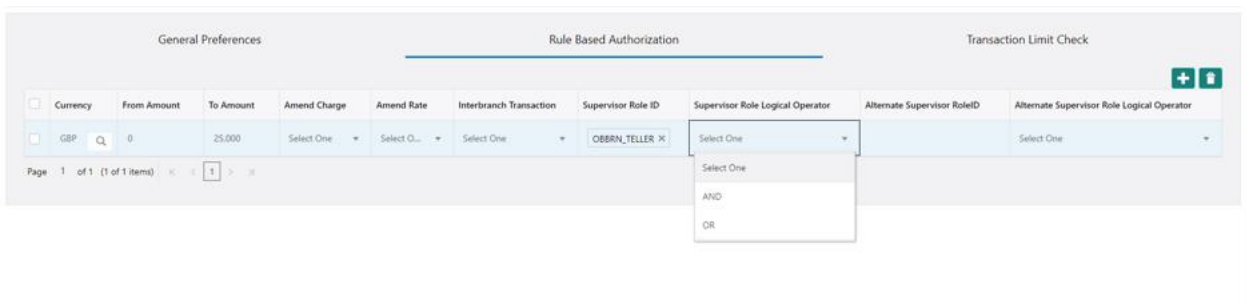 General Preferences Rule Based Authorization Transaction Limit Check
Currency From Amount To Amount Amend Charge Amend Rate Interbranch Transaction Supervisor Role ID Supervisor Role Logical Operator Alternate Supervisor RoleID Alternate Supervisor Role Logical Operator
GBP 0 25,000 Select One Select O... Select One OBBRN_TELLER × Select One Select One
Page 1 of 1 (1 of 1 items) 1
Select One
AND
OR